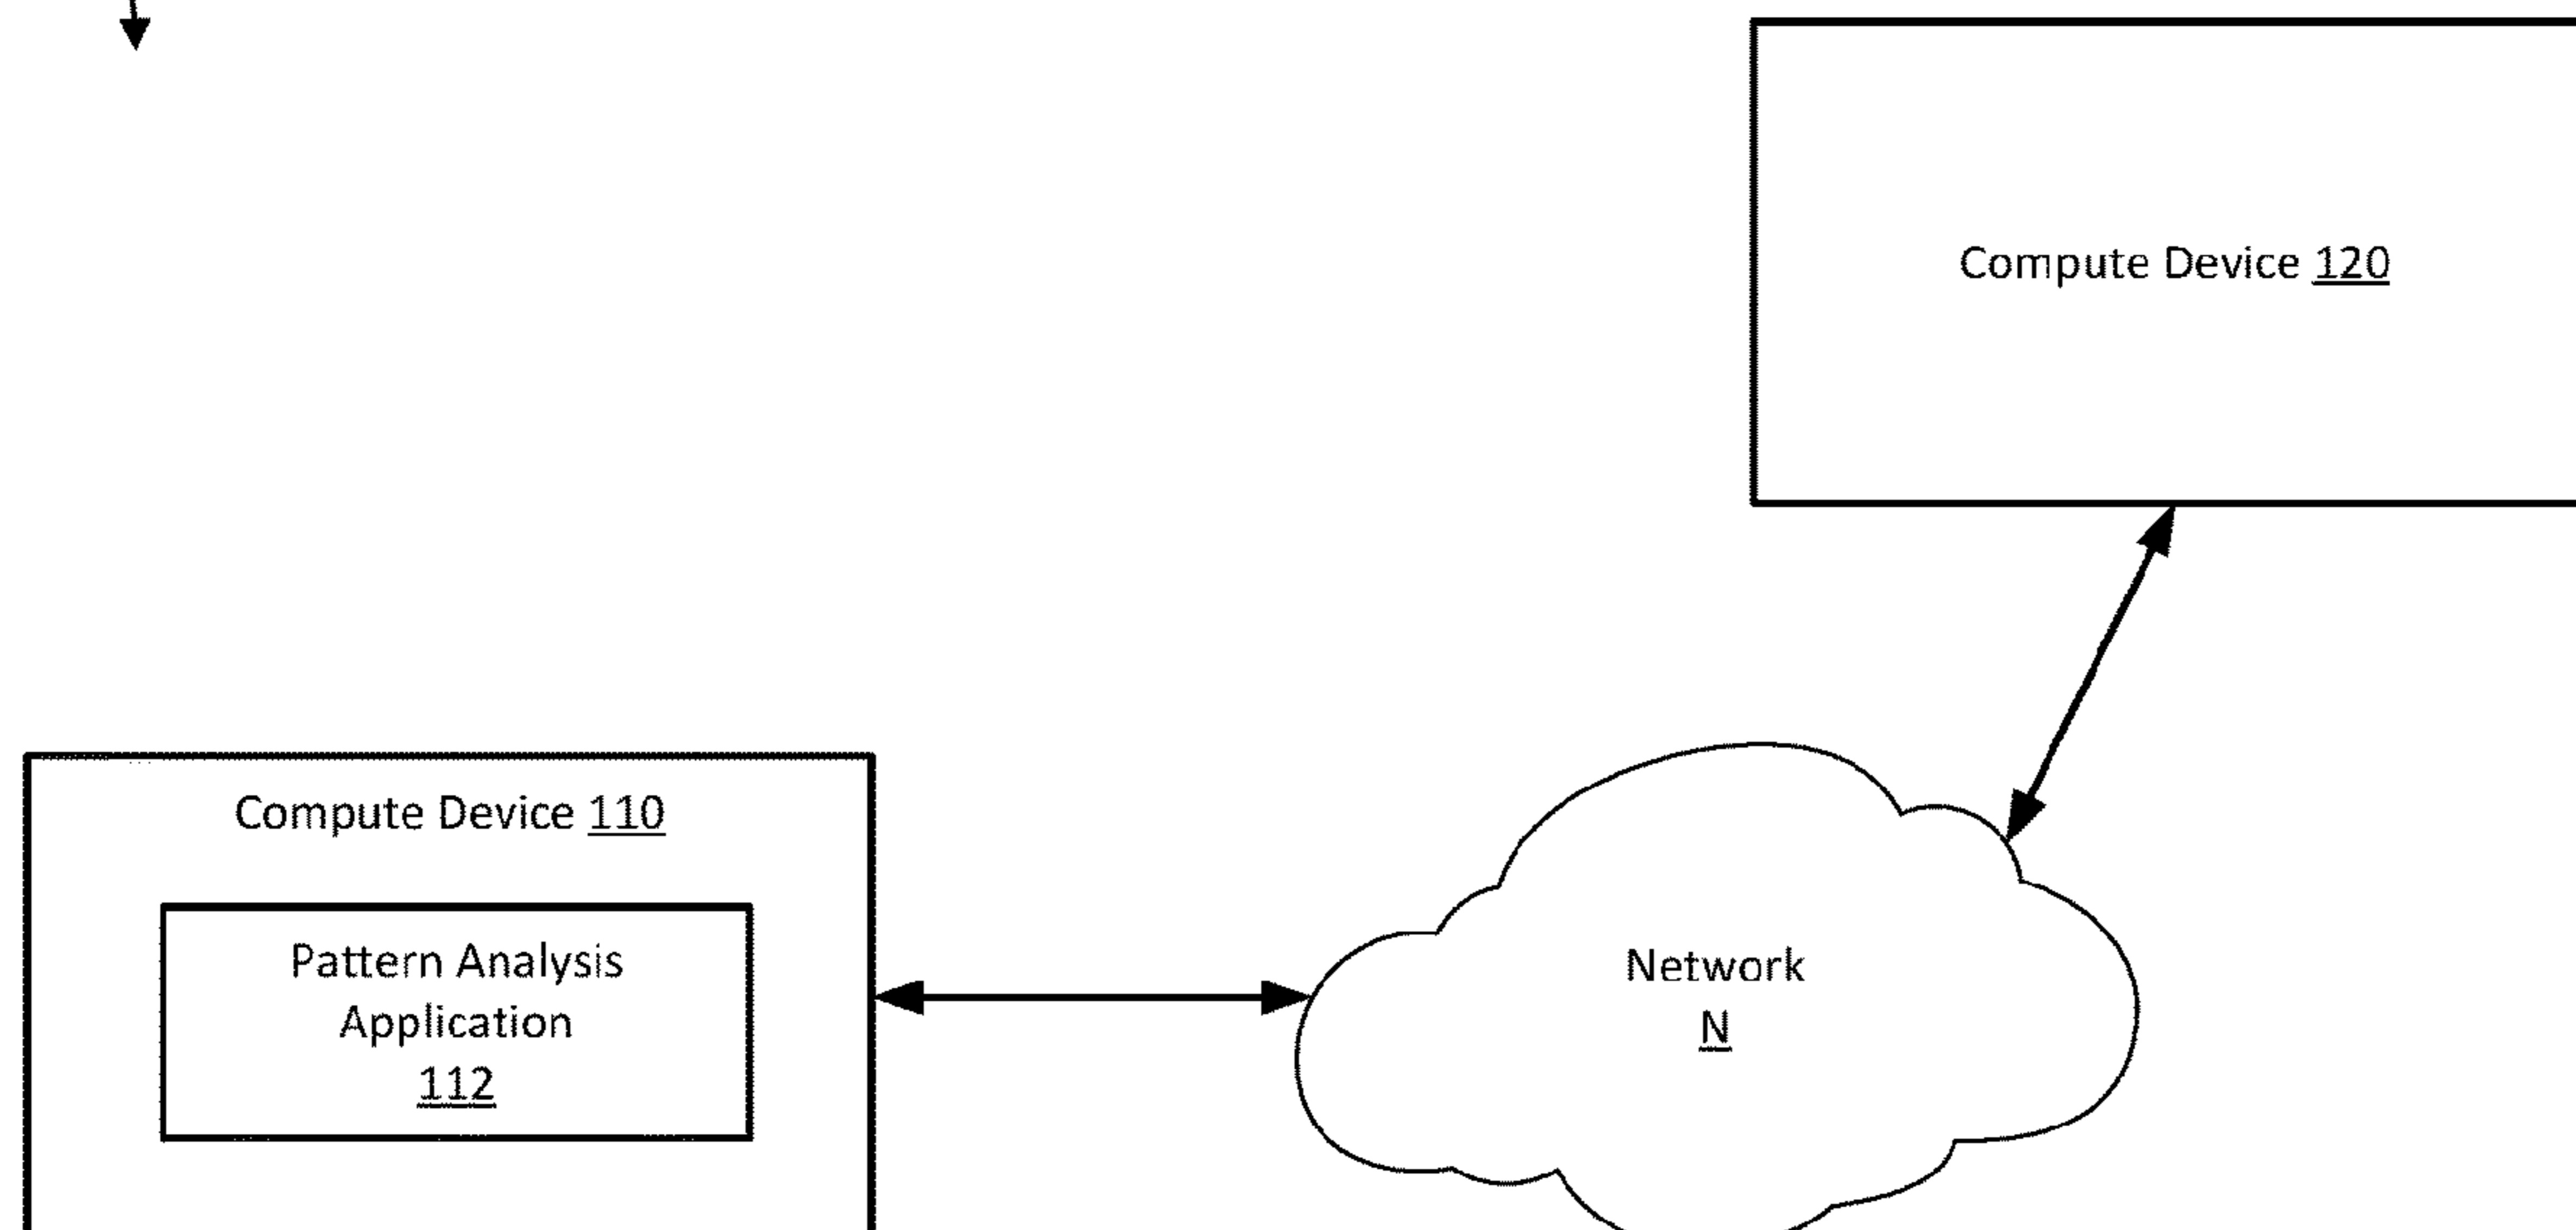 Compute Device 120
Compute Device 110
Pattern Analysis
Application
112
Network
N